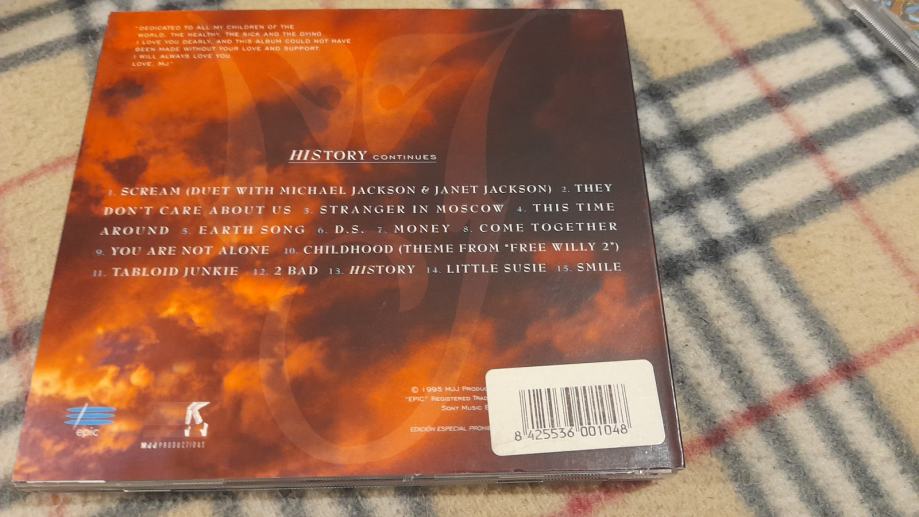 "DEDICATED TO ALL MY CHILDREN OF THE
WORLD, THE HEALTHY, THE SICK AND THE DYING
I LOVE YOU DEARLY, AND THIS ALBUM COULD NOT HAVE
BEEN MADE WITHOUT YOUR LOVE AND SUPPORT
I WILL ALWAYS LOVE YOU
LOVE, MJ"
HISTORY CONTINUES
1. SCREAM (DUET WITH MICHAEL JACKSON & JANET JACKSON) 2. THEY
DON'T CARE ABOUT US 3. STRANGER IN MOSCOW 4. THIS TIME
AROUND 5. EARTH SONG 6. D.S. 7. MONEY 8. COME TOGETHER
9. YOU ARE NOT ALONE 10. CHILDHOOD (THEME FROM "FREE WILLY 2")
11. TABLOID JUNKIE 12. 2 BAD 13. HISTORY 14. LITTLE SUSIE 15. SMILE
© 1995 MJJ PRODUC
"EPIC" REGISTERED TRAD
SONY MUSIC E
EDICIÓN ESPECIAL PROHI
8 425536 001048
epic
MJJ PRODUCTIONS